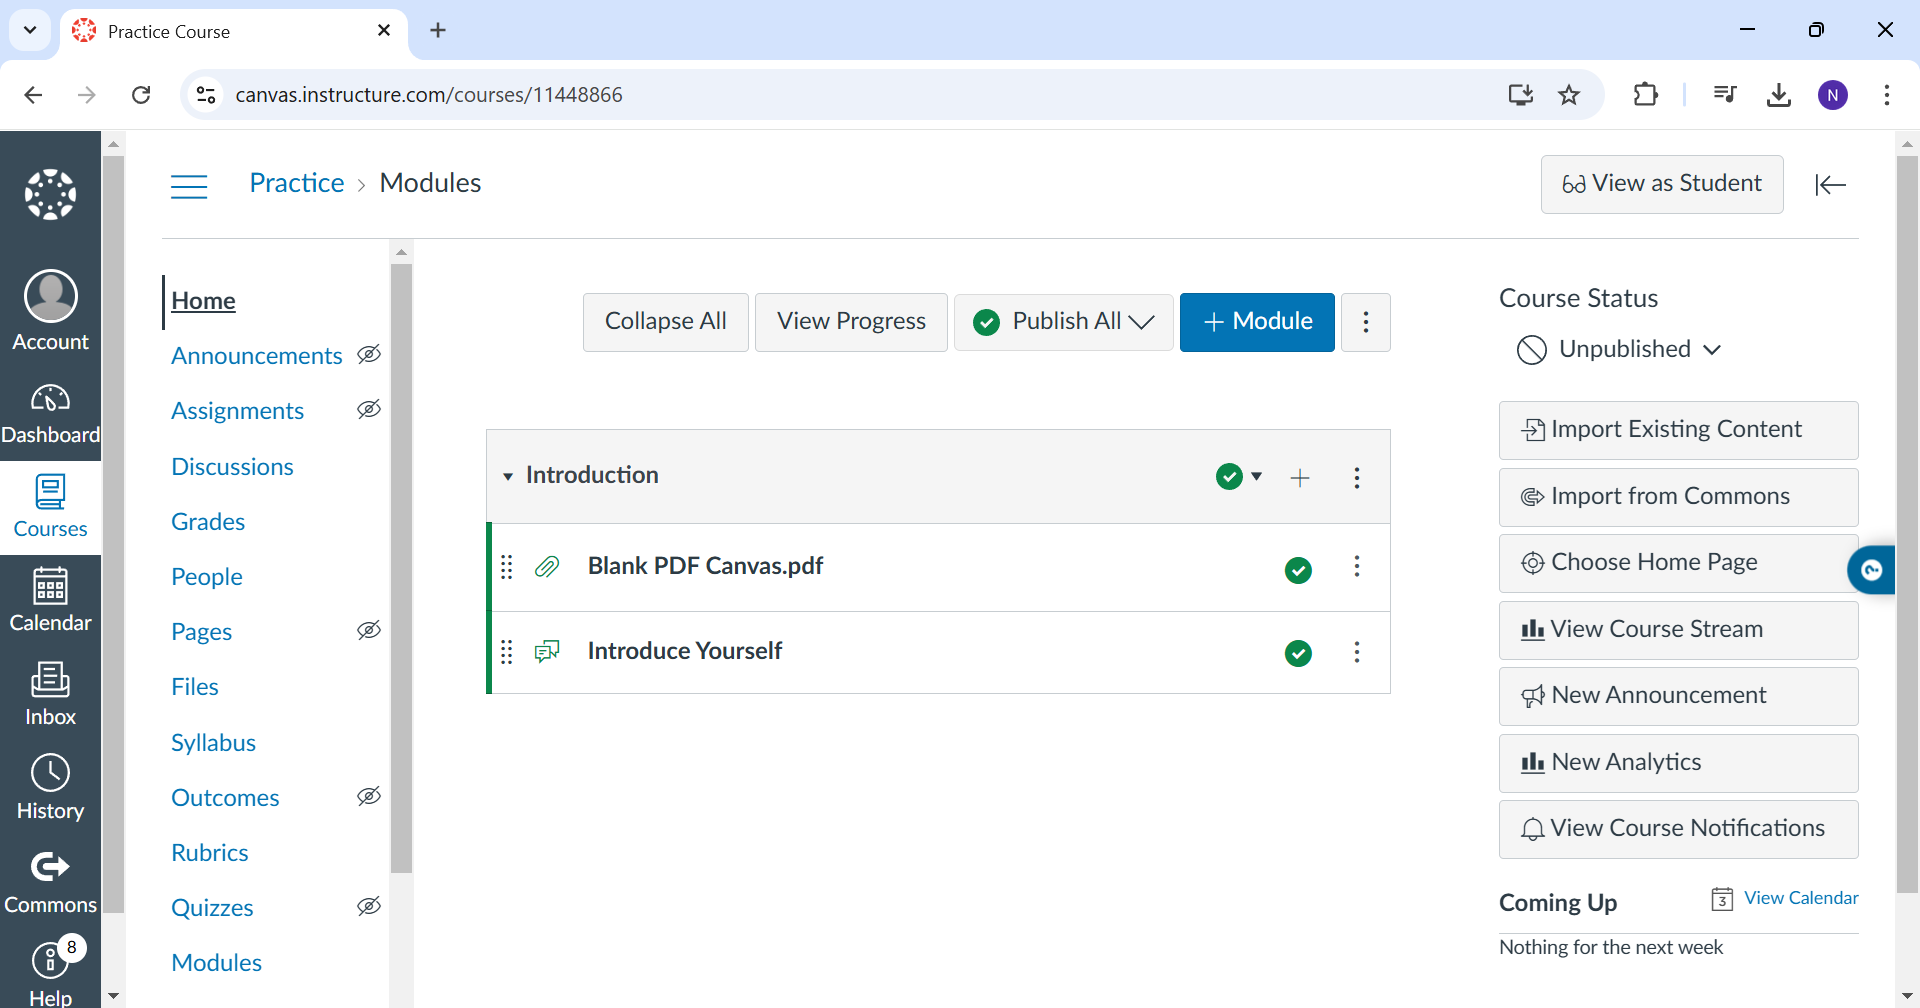 Practice Course
canvas.instructure.com/courses/11448866
N
Practice > Modules
View as Student
Account
Dashboard
Courses
Calendar
Inbox
History
Commons
8
Help
Home
Announcements
Assignments
Discussions
Grades
People
Pages
Files
Syllabus
Outcomes
Rubrics
Quizzes
Modules
Collapse All
View Progress
Publish All
+ Module
Introduction
Blank PDF Canvas.pdf
Introduce Yourself
Course Status
Unpublished
Import Existing Content
Import from Commons
Choose Home Page
View Course Stream
New Announcement
New Analytics
View Course Notifications
Coming Up
3 View Calendar
Nothing for the next week